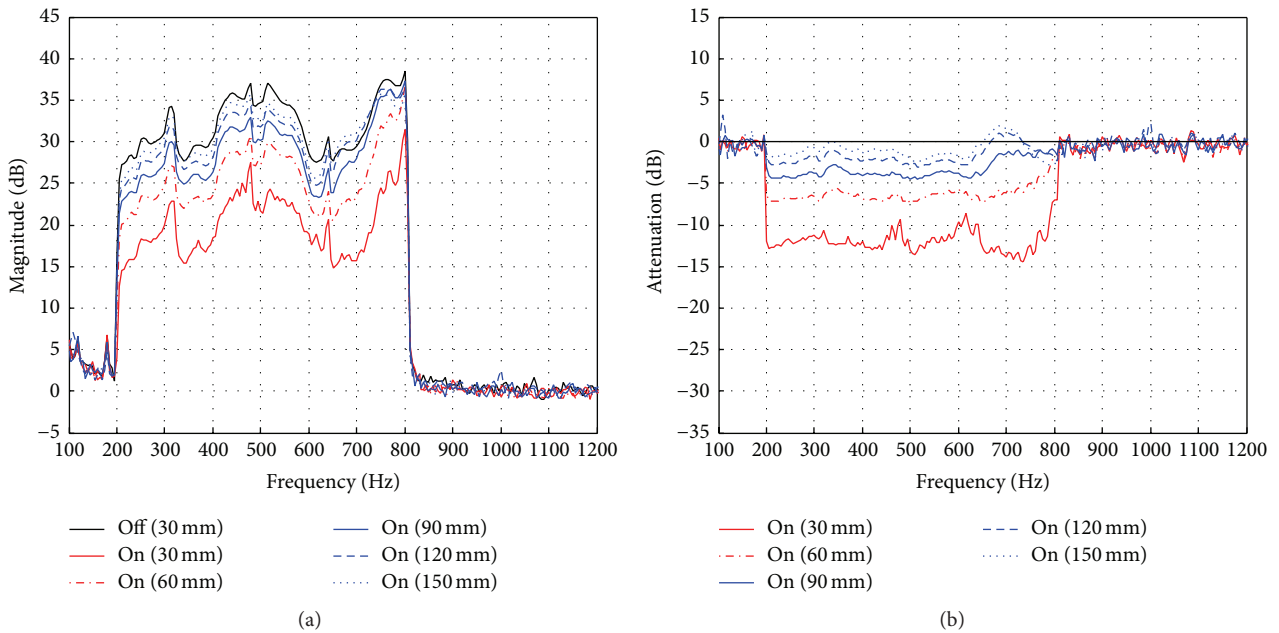 45
40
35
30
25
20
15
10
5
0
−5
Magnitude (dB)
100 200 300 400 500 600 700 800 900 1000 1100 1200
Frequency (Hz)
Off (30 mm)
On (30 mm)
On (60 mm)
On (90 mm)
On (120 mm)
On (150 mm)
(a)
15
10
5
0
−5
−10
−15
−20
−25
−30
−35
Attenuation (dB)
100 200 300 400 500 600 700 800 900 1000 1100 1200
Frequency (Hz)
On (30 mm)
On (60 mm)
On (90 mm)
On (120 mm)
On (150 mm)
(b)